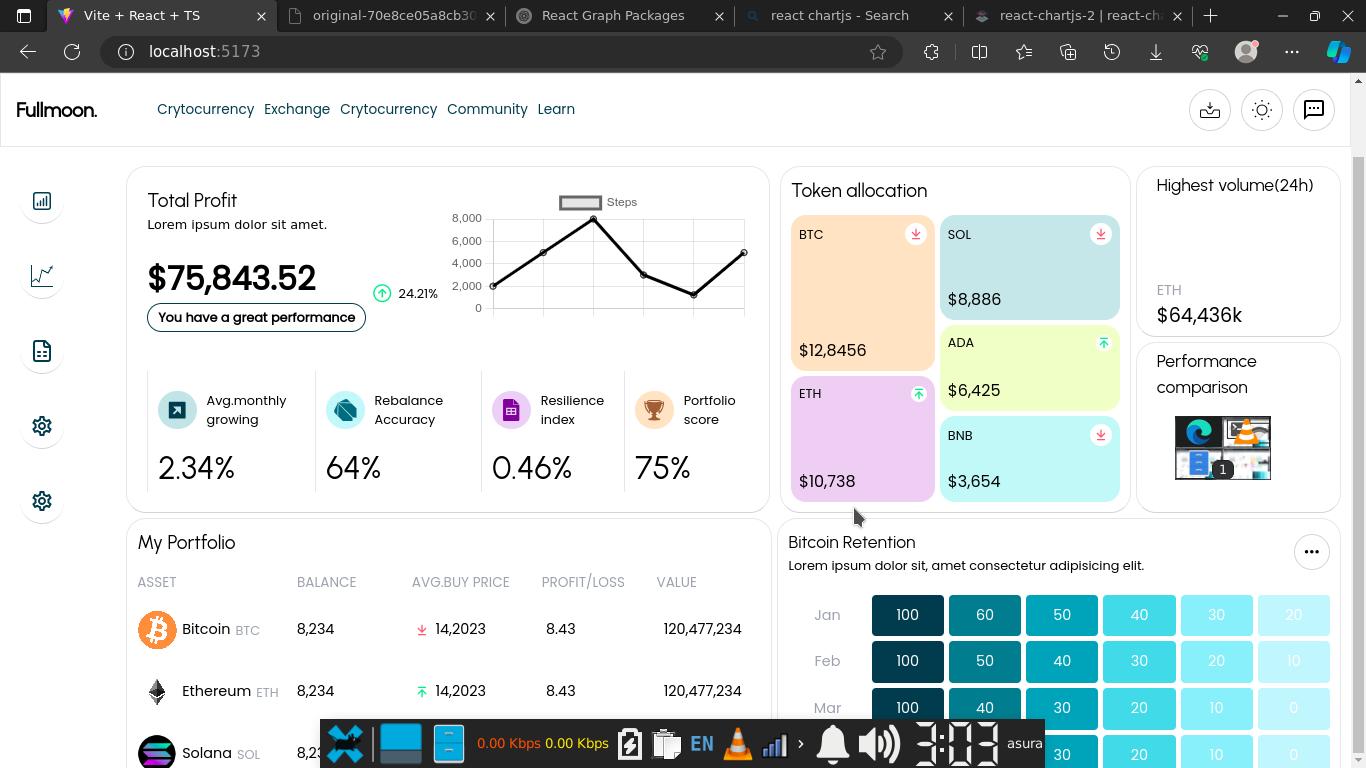 Vite + React + TS
original-70e8ce05a8cb30
React Graph Packages
react chartjs - Search
react-chartjs-2 | react-cha
localhost:5173
Fullmoon.
Crytocurrency Exchange Crytocurrency Community Learn
Total Profit
Lorem ipsum dolor sit amet.
$75,843.52
24.21%
You have a great performance
Steps
8,000
6,000
4,000
2,000
0
Avg.monthly
growing
2.34%
Rebalance
Accuracy
64%
Resilience
index
0.46%
Portfolio
score
75%
Token allocation
BTC
$12,8456
SOL
$8,886
ADA
$6,425
ETH
$10,738
BNB
$3,654
Highest volume(24h)
ETH
$64,436k
Performance
comparison
1
My Portfolio
ASSET BALANCE AVG.BUY PRICE PROFIT/LOSS VALUE
Bitcoin BTC 8,234 14,2023 8.43 120,477,234
Ethereum ETH 8,234 14,2023 8.43 120,477,234
Solana SOL 8,23
Bitcoin Retention
Lorem ipsum dolor sit, amet consectetur adipisicing elit.
Jan 100 60 50 40 30 20
Feb 100 50 40 30 20 10
Mar 100 40 30 20 10 0
30 20 10 0
0.00 Kbps 0.00 Kbps EN 3:03 asura